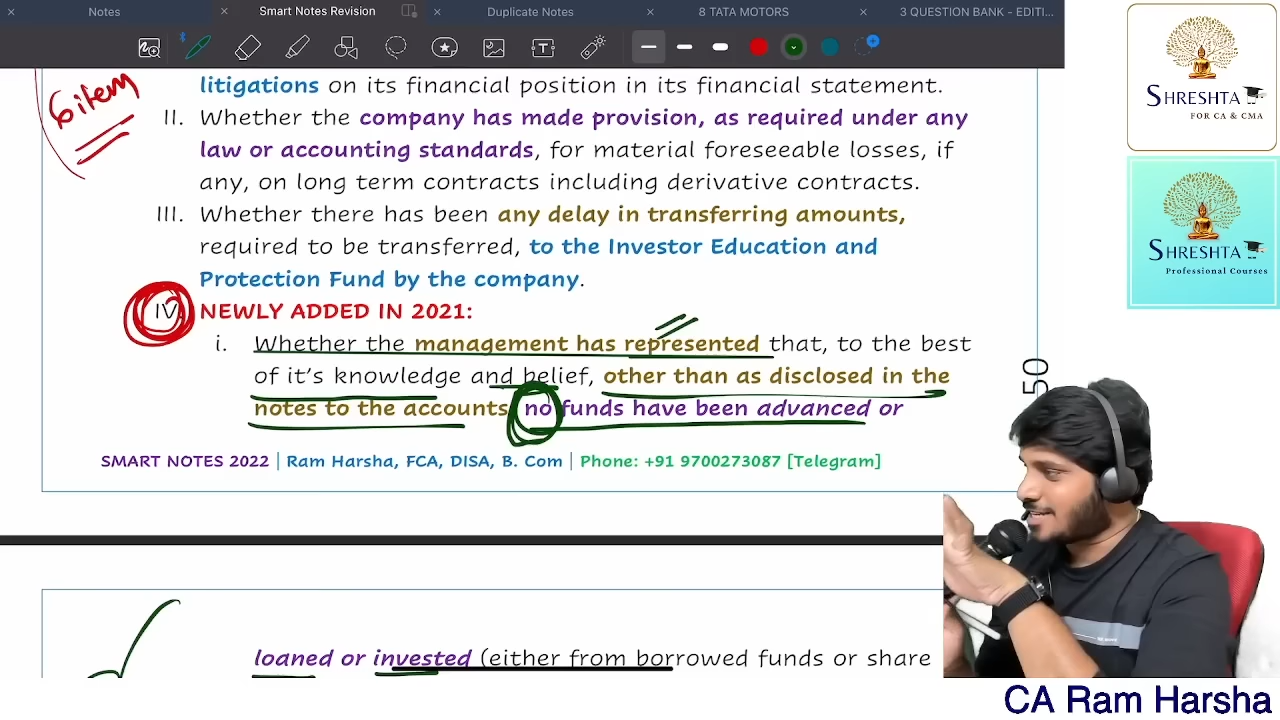 Notes
Smart Notes Revision
Duplicate Notes
8 TATA MOTORS
3 QUESTION BANK - EDITI...
6 item
litigations on its financial position in its financial statement.
II. Whether the company has made provision, as required under any
law or accounting standards, for material foreseeable losses, if
any, on long term contracts including derivative contracts.
III. Whether there has been any delay in transferring amounts,
required to be transferred, to the Investor Education and
Protection Fund by the company.
IV. NEWLY ADDED IN 2021:
i. Whether the management has represented that, to the best
of it's knowledge and belief, other than as disclosed in the
notes to the accounts, no funds have been advanced or
50
SMART NOTES 2022 | Ram Harsha, FCA, DISA, B. Com | Phone: +91 9700273087 [Telegram]
loaned or invested (either from borrowed funds or share
SHRESHTA
FOR CA & CMA
SHRESHTA
Professional Courses
CA Ram Harsha